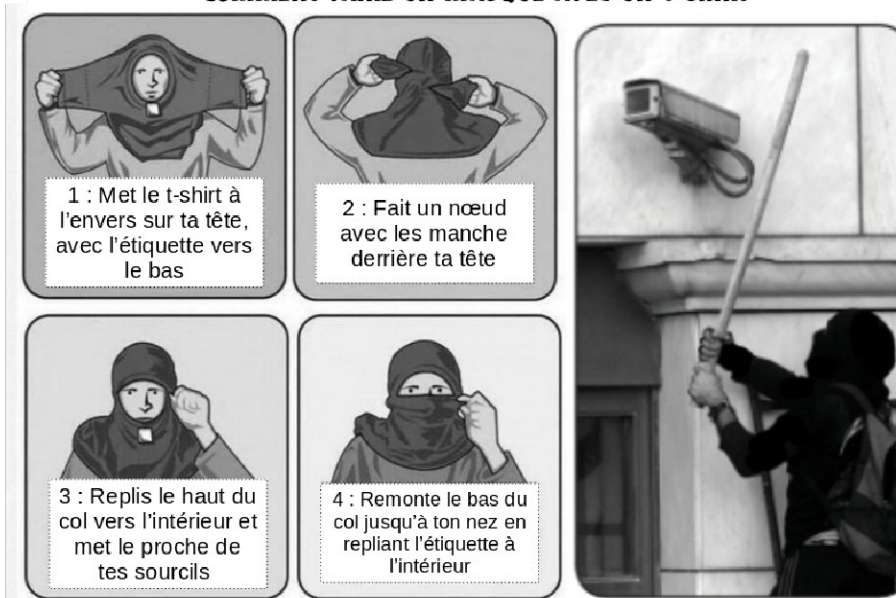 1 : Met le t-shirt à
l'envers sur ta tête,
avec l'étiquette vers
le bas
2 : Fait un nœud
avec les manche
derrière ta tête
3 : Replis le haut du
col vers l'intérieur et
met le proche de
tes sourcils
4 : Remonte le bas du
col jusqu'à ton nez en
repliant l'étiquette à
l'intérieur